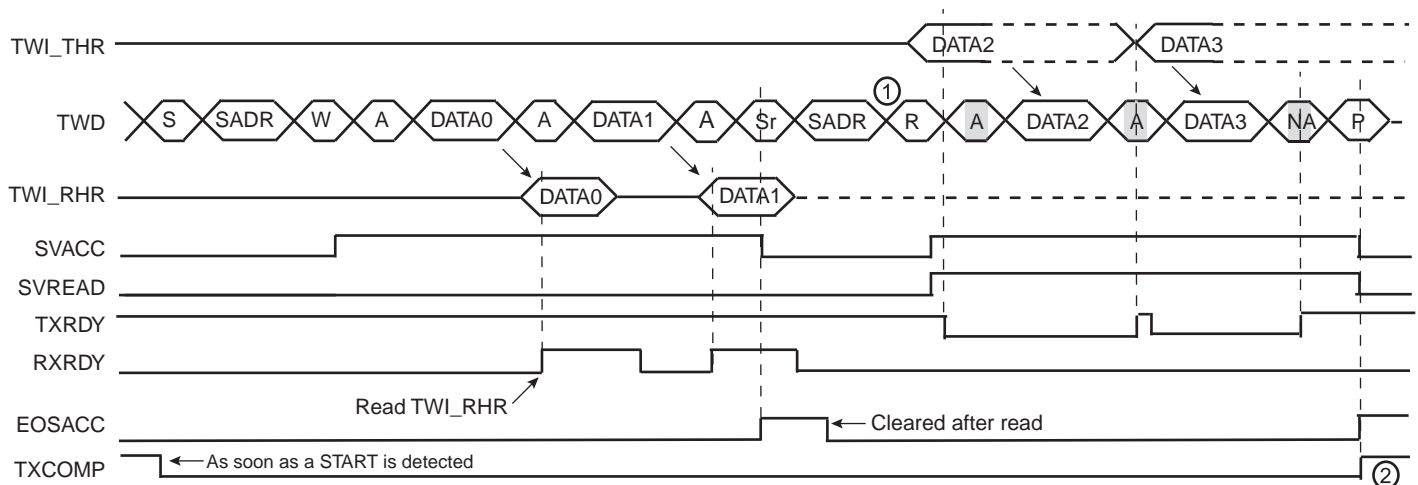 TWI_THR DATA2 DATA3
①
TWD S SADR W A DATA0 A DATA1 A Sr SADR R A DATA2 A DATA3 NA P
TWI_RHR DATA0 DATA1
SVACC
SVREAD
TXRDY
RXRDY
Read TWI_RHR
EOSACC Cleared after read
TXCOMP As soon as a START is detected ②